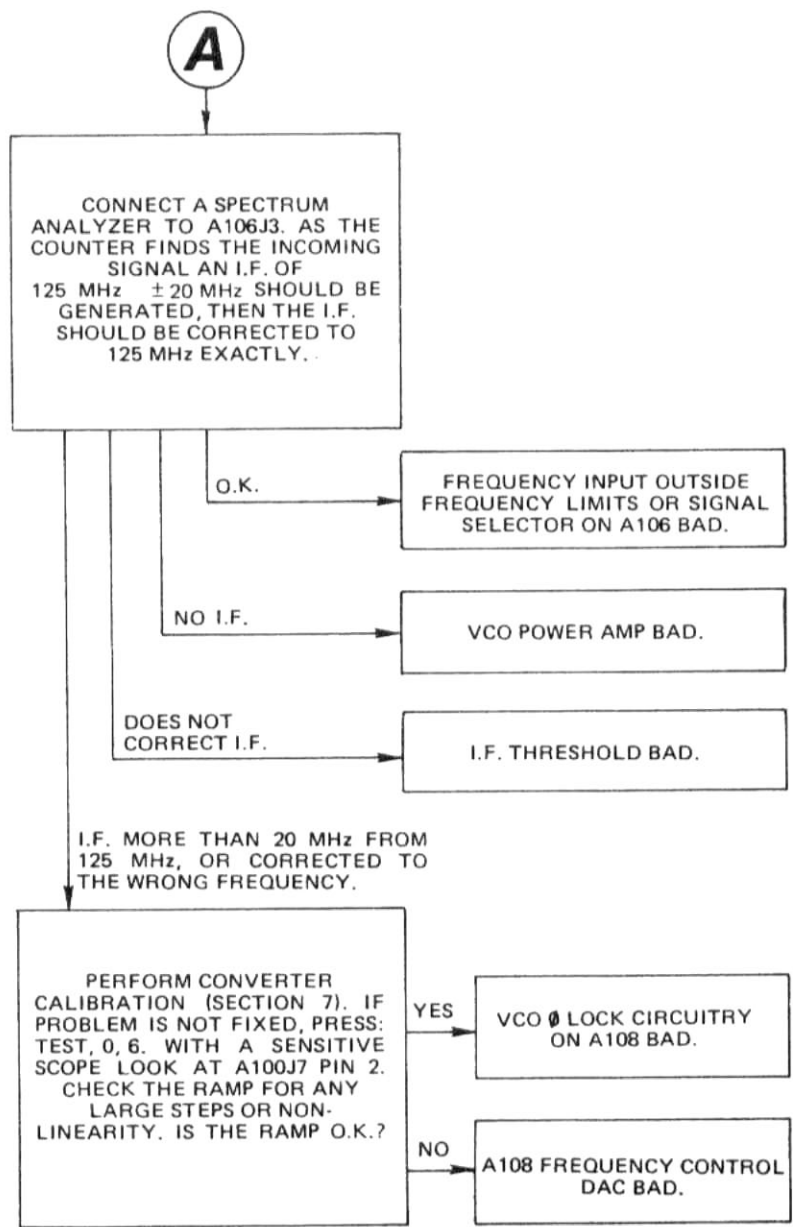 A
CONNECT A SPECTRUM
ANALYZER TO A106J3. AS THE
COUNTER FINDS THE INCOMING
SIGNAL AN I.F. OF
125 MHz ± 20 MHz SHOULD BE
GENERATED, THEN THE I.F.
SHOULD BE CORRECTED TO
125 MHz EXACTLY.
O.K.
FREQUENCY INPUT OUTSIDE
FREQUENCY LIMITS OR SIGNAL
SELECTOR ON A106 BAD.
NO I.F.
VCO POWER AMP BAD.
DOES NOT
CORRECT I.F.
I.F. THRESHOLD BAD.
I.F. MORE THAN 20 MHz FROM
125 MHz, OR CORRECTED TO
THE WRONG FREQUENCY.
PERFORM CONVERTER
CALIBRATION (SECTION 7). IF
PROBLEM IS NOT FIXED, PRESS:
TEST, 0, 6. WITH A SENSITIVE
SCOPE LOOK AT A100J7 PIN 2.
CHECK THE RAMP FOR ANY
LARGE STEPS OR NON-
LINEARITY. IS THE RAMP O.K.?
YES
VCO Ø LOCK CIRCUITRY
ON A108 BAD.
NO
A108 FREQUENCY CONTROL
DAC BAD.